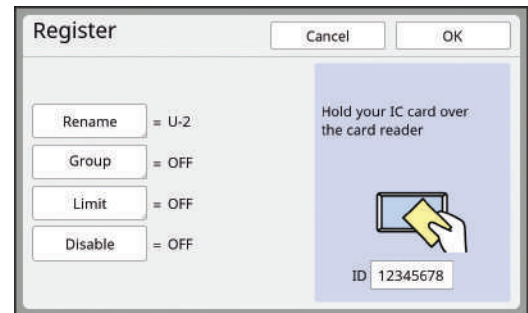 Register
Cancel
OK
Rename = U-2
Group = OFF
Limit = OFF
Disable = OFF
Hold your IC card over
the card reader
ID 12345678